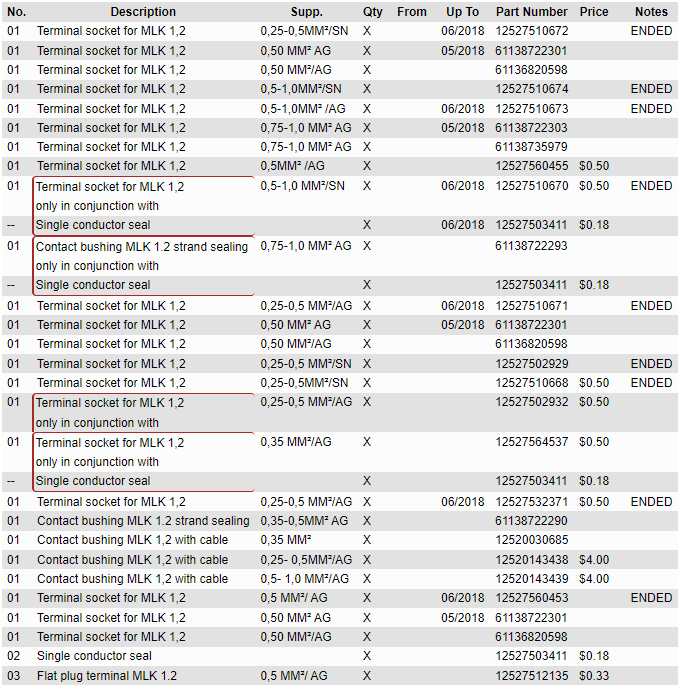 No. Description Supp. Qty From Up To Part Number Price Notes
01 Terminal socket for MLK 1,2 0,25-0,5MM²/SN X 06/2018 12527510672 ENDED
01 Terminal socket for MLK 1,2 0,50 MM² AG X 05/2018 61138722301
01 Terminal socket for MLK 1,2 0,50 MM²/AG X 61136820598
01 Terminal socket for MLK 1,2 0,5-1,0MM²/SN X 12527510674 ENDED
01 Terminal socket for MLK 1,2 0,5-1,0MM² /AG X 06/2018 12527510673 ENDED
01 Terminal socket for MLK 1,2 0,75-1,0 MM² AG X 05/2018 61138722303
01 Terminal socket for MLK 1,2 0,75-1,0 MM² AG X 61138735979
01 Terminal socket for MLK 1,2 0,5MM² /AG X 12527560455 $0.50
01 Terminal socket for MLK 1,2 0,5-1,0 MM²/SN X 06/2018 12527510670 $0.50 ENDED
only in conjunction with
-- Single conductor seal X 06/2018 12527503411 $0.18
01 Contact bushing MLK 1.2 strand sealing 0,75-1,0 MM² AG X 61138722293
only in conjunction with
-- Single conductor seal X 12527503411 $0.18
01 Terminal socket for MLK 1,2 0,25-0,5 MM²/AG X 06/2018 12527510671 ENDED
01 Terminal socket for MLK 1,2 0,50 MM² AG X 05/2018 61138722301
01 Terminal socket for MLK 1,2 0,50 MM²/AG X 61136820598
01 Terminal socket for MLK 1,2 0,25-0,5 MM²/SN X 12527502929 ENDED
01 Terminal socket for MLK 1,2 0,25-0,5MM²/SN X 12527510668 $0.50 ENDED
01 Terminal socket for MLK 1,2 0,25-0,5 MM²/AG X 12527502932 $0.50
only in conjunction with
01 Terminal socket for MLK 1,2 0,35 MM²/AG X 12527564537 $0.50
only in conjunction with
-- Single conductor seal X 12527503411 $0.18
01 Terminal socket for MLK 1,2 0,25-0,5 MM²/AG X 06/2018 12527532371 $0.50 ENDED
01 Contact bushing MLK 1.2 strand sealing 0,35-0,5MM² AG X 61138722290
01 Contact bushing MLK 1,2 with cable 0,35 MM² X 12520030685
01 Contact bushing MLK 1,2 with cable 0,25- 0,5MM²/AG X 12520143438 $4.00
01 Contact bushing MLK 1,2 with cable 0,5- 1,0 MM²/AG X 12520143439 $4.00
01 Terminal socket for MLK 1,2 0,5 MM²/ AG X 06/2018 12527560453 ENDED
01 Terminal socket for MLK 1,2 0,50 MM² AG X 05/2018 61138722301
01 Terminal socket for MLK 1,2 0,50 MM²/AG X 61136820598
02 Single conductor seal X 12527503411 $0.18
03 Flat plug terminal MLK 1.2 0,5 MM²/ AG X 12527512135 $0.33